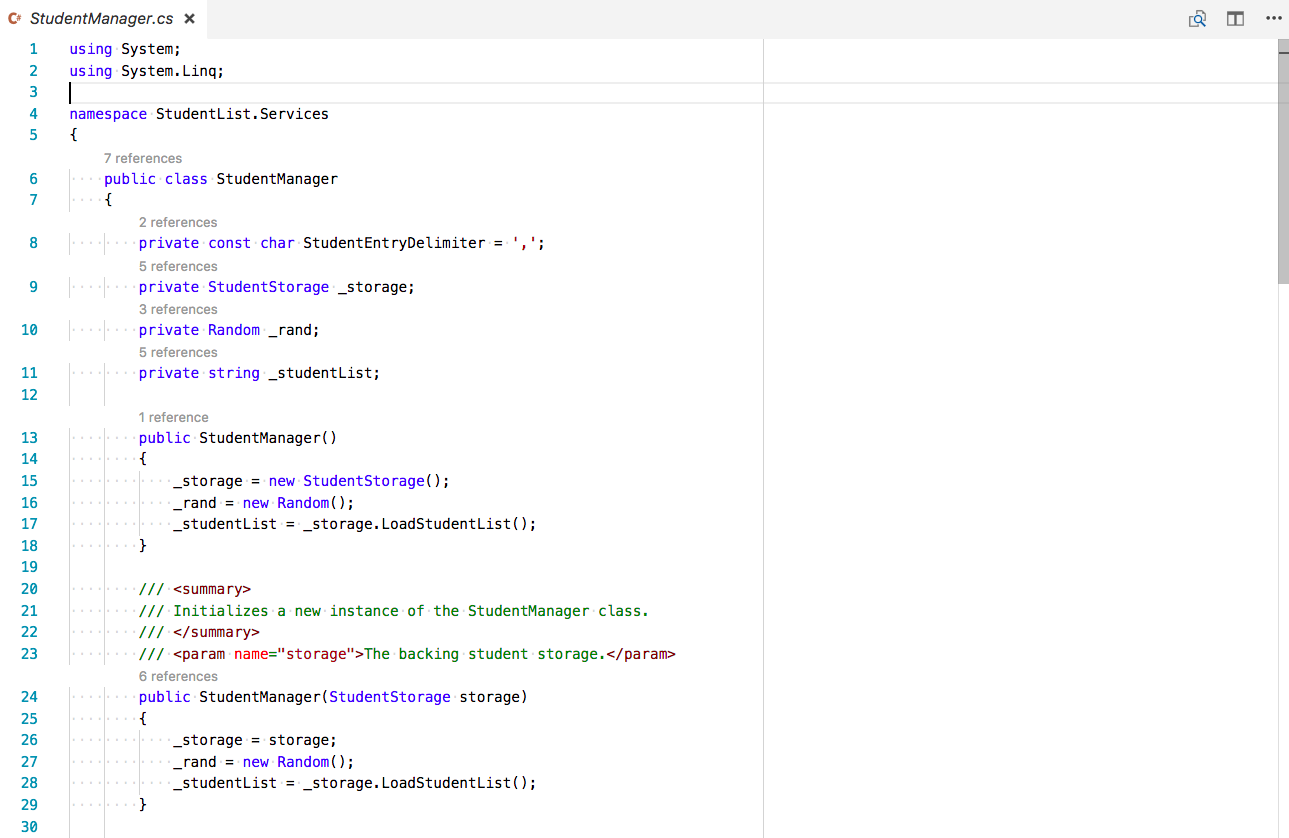 StudentManager.cs
1 using System;
2 using System.Linq;
3
4 namespace StudentList.Services
5 {
7 references
6 public class StudentManager
7 {
2 references
8 private const char StudentEntryDelimiter = ',';
5 references
9 private StudentStorage _storage;
3 references
10 private Random _rand;
5 references
11 private string _studentList;
12
1 reference
13 public StudentManager()
14 {
15 _storage = new StudentStorage();
16 _rand = new Random();
17 _studentList = _storage.LoadStudentList();
18 }
19
20 /// <summary>
21 /// Initializes a new instance of the StudentManager class.
22 /// </summary>
23 /// <param name="storage">The backing student storage.</param>
6 references
24 public StudentManager(StudentStorage storage)
25 {
26 _storage = storage;
27 _rand = new Random();
28 _studentList = _storage.LoadStudentList();
29 }
30